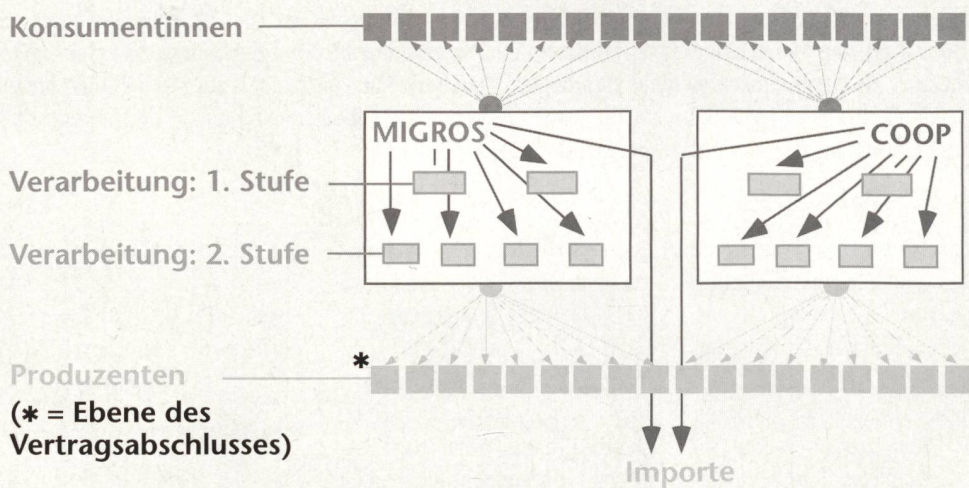 Konsumentinnen
MIGROS
COOP
Verarbeitung: 1. Stufe
Verarbeitung: 2. Stufe
*
Produzenten
(* = Ebene des
Vertragsabschlusses)
Importe